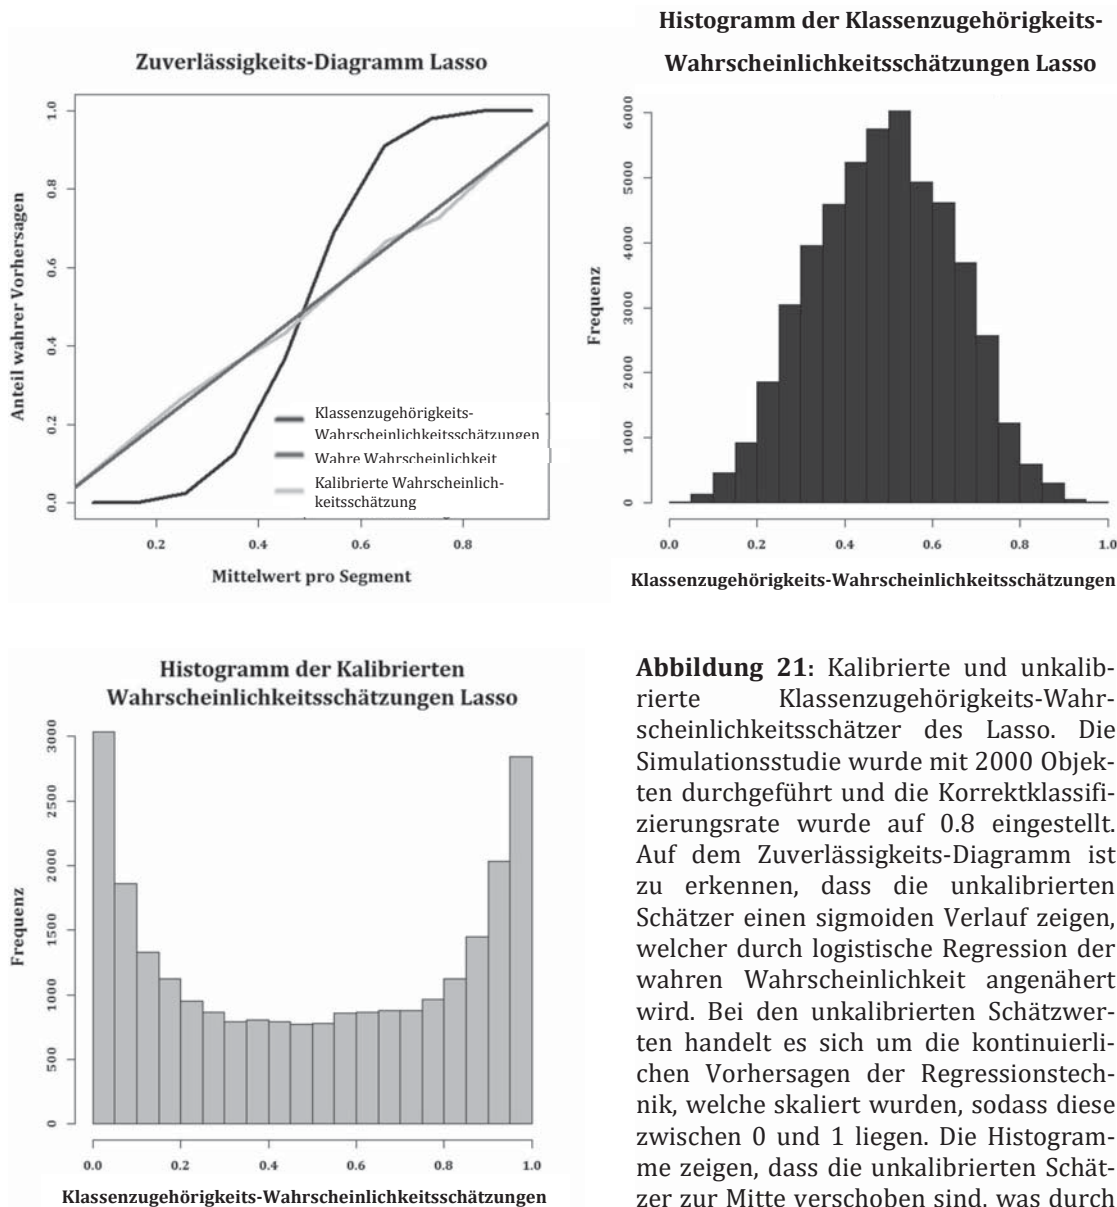 Zuverlässigkeits-Diagramm Lasso
Anteil wahrer Vorhersagen
0.0
0.2
0.4
0.6
0.8
1.0
Klassenzugehörigkeits-
Wahrscheinlichkeitsschätzungen
Wahre Wahrscheinlichkeit
Kalibrierte Wahrscheinlich-
keitsschätzung
0.2 0.4 0.6 0.8
Mittelwert pro Segment
Histogramm der Klassenzugehörigkeits-
Wahrscheinlichkeitsschätzungen Lasso
Frequenz
0
1000
2000
3000
4000
5000
6000
0.0 0.2 0.4 0.6 0.8 1.0
Klassenzugehörigkeits-Wahrscheinlichkeitsschätzungen
Histogramm der Kalibrierten
Wahrscheinlichkeitsschätzungen Lasso
Frequenz
0
500
1000
1500
2000
2500
3000
0.0 0.2 0.4 0.6 0.8 1.0
Klassenzugehörigkeits-Wahrscheinlichkeitsschätzungen
Abbildung 21: Kalibrierte und unkalib-
rierte Klassenzugehörigkeits-Wahr-
scheinlichkeitsschätzer des Lasso. Die
Simulationsstudie wurde mit 2000 Objek-
ten durchgeführt und die Korrektklassifi-
zierungsrate wurde auf 0.8 eingestellt.
Auf dem Zuverlässigkeits-Diagramm ist
zu erkennen, dass die unkalibrierten
Schätzer einen sigmoiden Verlauf zeigen,
welcher durch logistische Regression der
wahren Wahrscheinlichkeit angenähert
wird. Bei den unkalibrierten Schätzwer-
ten handelt es sich um die kontinuierli-
chen Vorhersagen der Regressionstech-
nik, welche skaliert wurden, sodass diese
zwischen 0 und 1 liegen. Die Histogram-
me zeigen, dass die unkalibrierten Schät-
zer zur Mitte verschoben sind, was durch